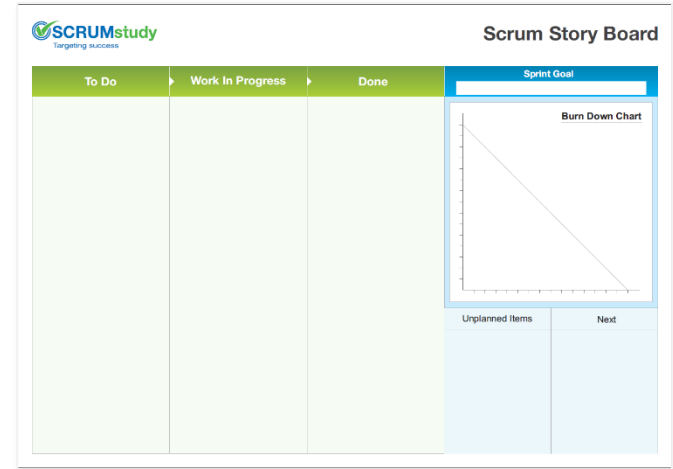 SCRUMstudy
Targeting success
Scrum Story Board
To Do
Work In Progress
Done
Sprint Goal
Burn Down Chart
Unplanned Items
Next